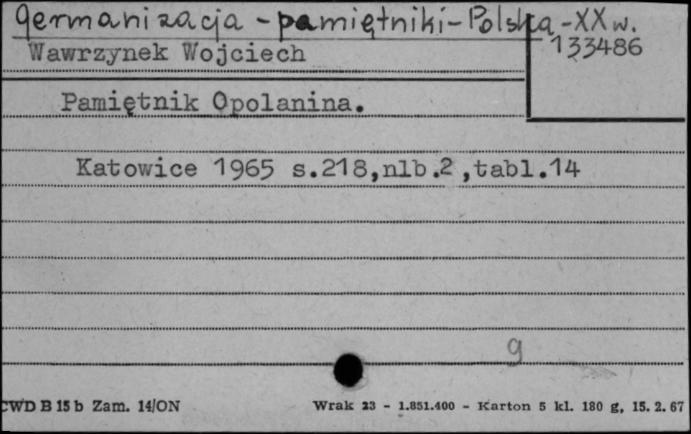 germanizacja - pamiętniki - Polska - XX w.
Wawrzynek Wojciech
133486
Pamiętnik Opolanina.
Katowice 1965 s.218,nlb.2,tabl.14
g
CWD B 15 b Zam. 14/ON
Wrak 23 - 1.851.400 - Karton 5 kl. 180 g, 15. 2. 67